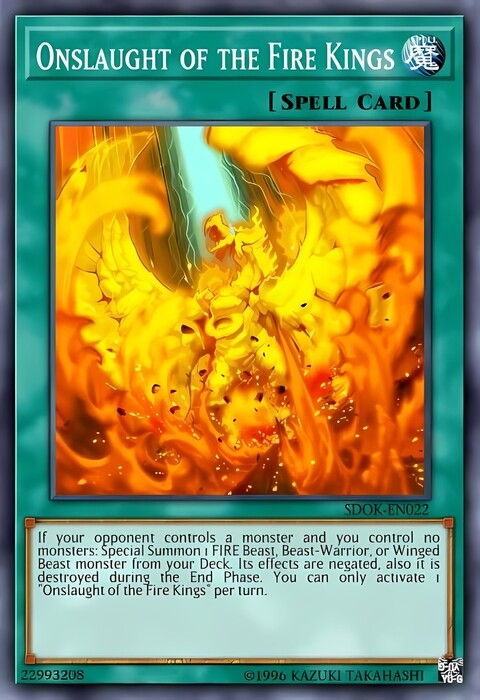 ONSLAUGHT OF THE FIRE KINGS
[SPELL CARD]
SDOK-EN022
If your opponent controls a monster and you control no
monsters: Special Summon 1 FIRE Beast, Beast-Warrior, or Winged
Beast monster from your Deck. Its effects are negated, also it is
destroyed during the End Phase. You can only activate 1
"Onslaught of the Fire Kings" per turn.
22993208
©1996 KAZUKI TAKAHASHI